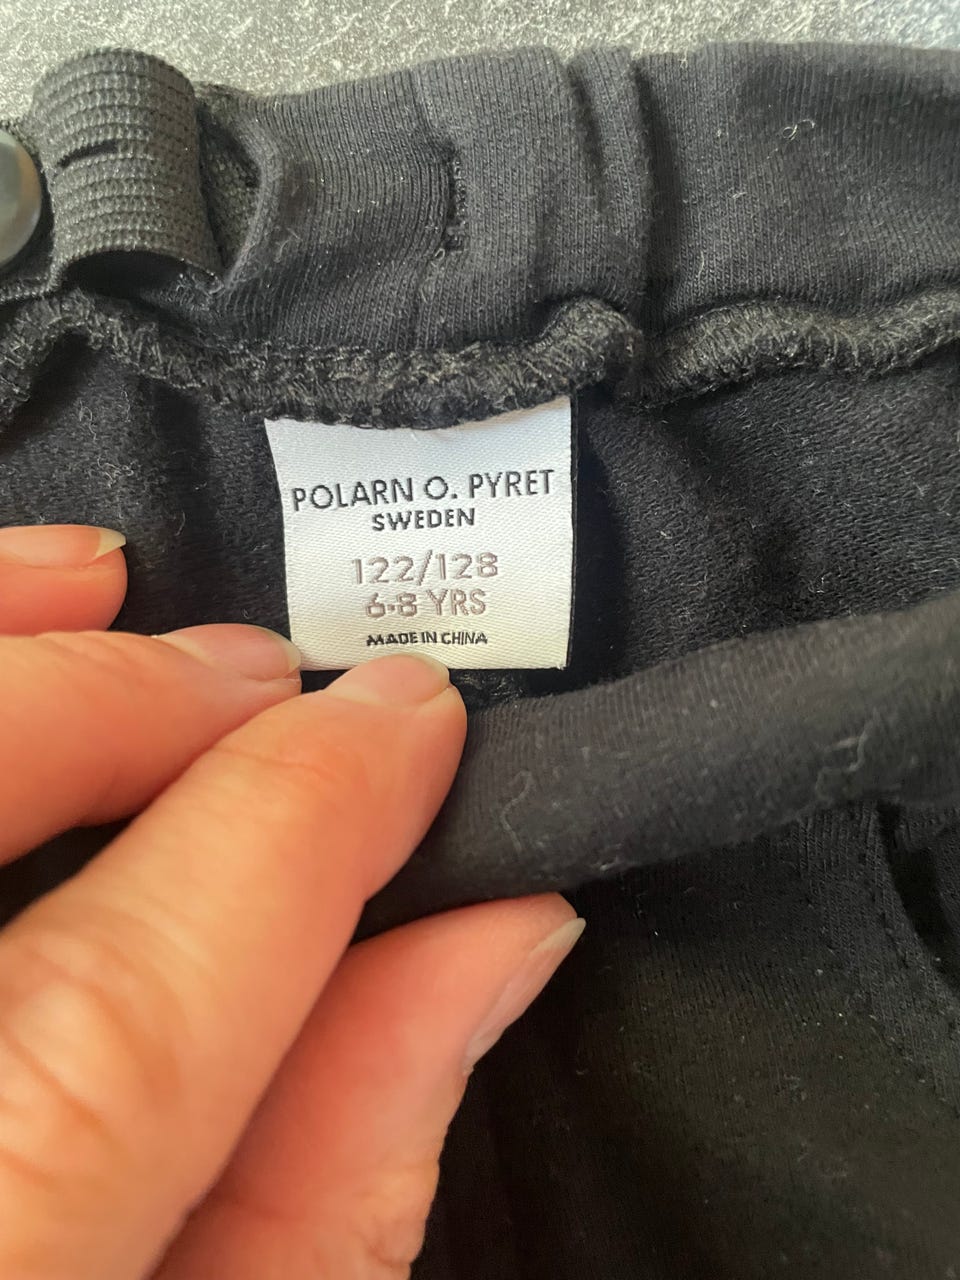 POLARN O. PYRET
SWEDEN
122/128
6-8 YRS
MADE IN CHINA